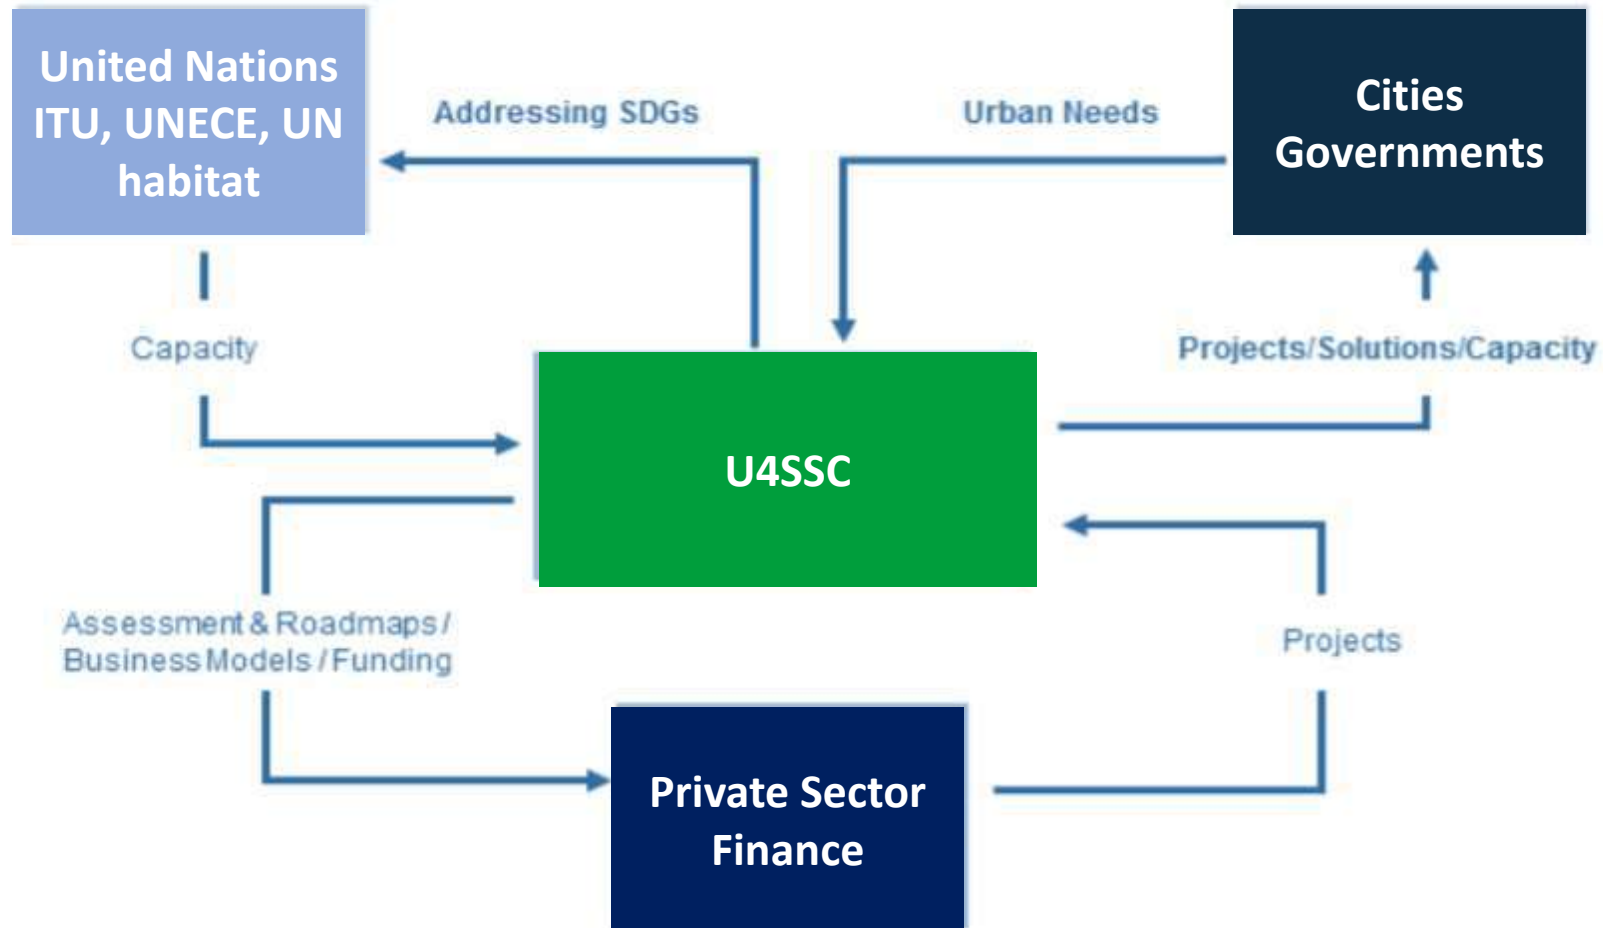 United Nations
ITU, UNECE, UN
habitat
Addressing SDGs
Urban Needs
Cities
Governments
Capacity
Projects/Solutions/Capacity
U4SSC
Assessment & Roadmaps /
Business Models / Funding
Projects
Private Sector
Finance